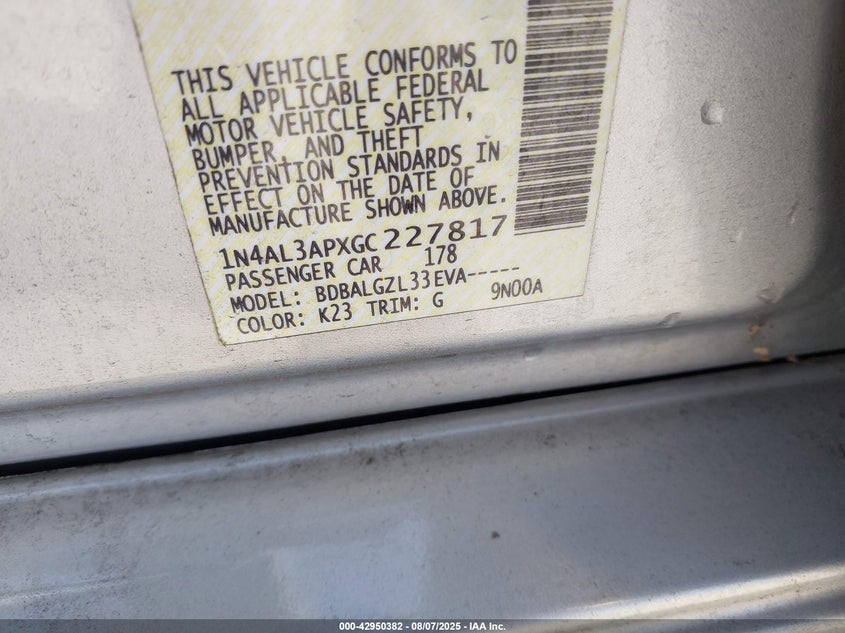 THIS VEHICLE CONFORMS TO
ALL APPLICABLE FEDERAL
MOTOR VEHICLE SAFETY,
BUMPER, AND THEFT
PREVENTION STANDARDS IN
EFFECT ON THE DATE OF
MANUFACTURE SHOWN ABOVE.
1N4AL3APXGC227817
PASSENGER CAR 178
MODEL: BDBALGZL33EVA-----
COLOR: K23 TRIM: G 9N00A
000-42950382 - 08/07/2025 - IAA Inc.